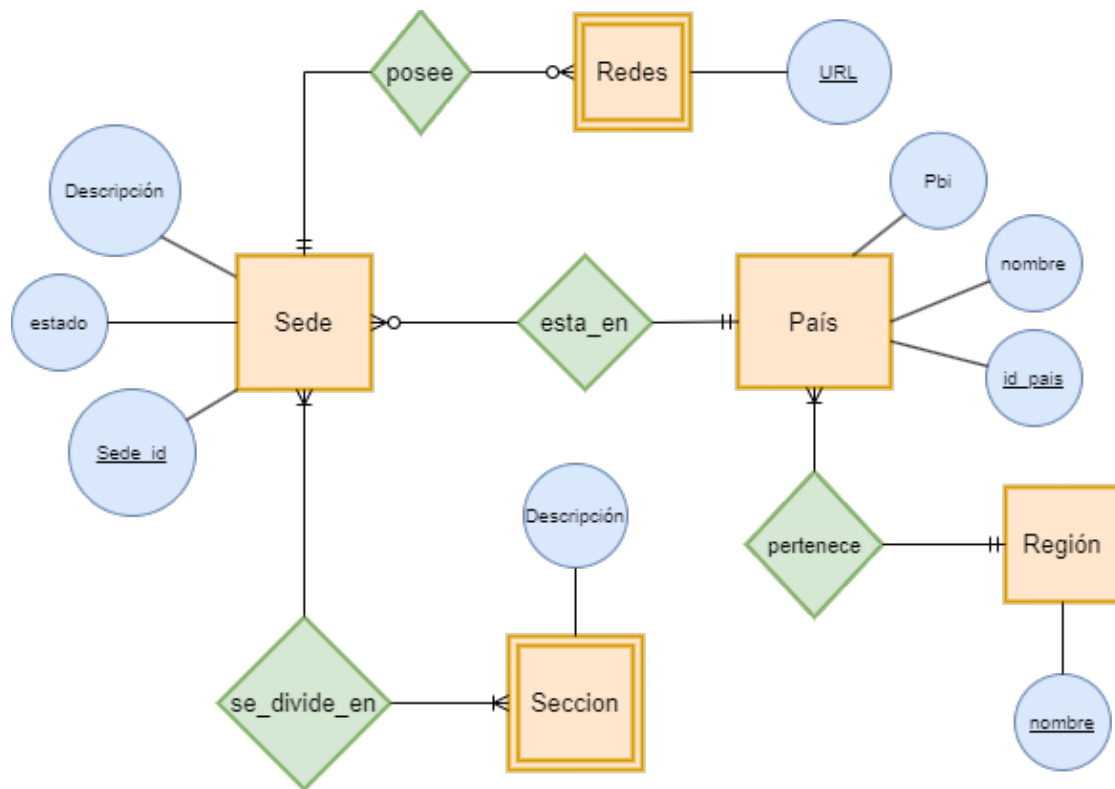 posee
Redes
URL
Descripción
Pbi
nombre
estado
Sede
esta_en
País
id_pais
Sede_id
Descripción
pertenece
Región
se_divide_en
Seccion
nombre